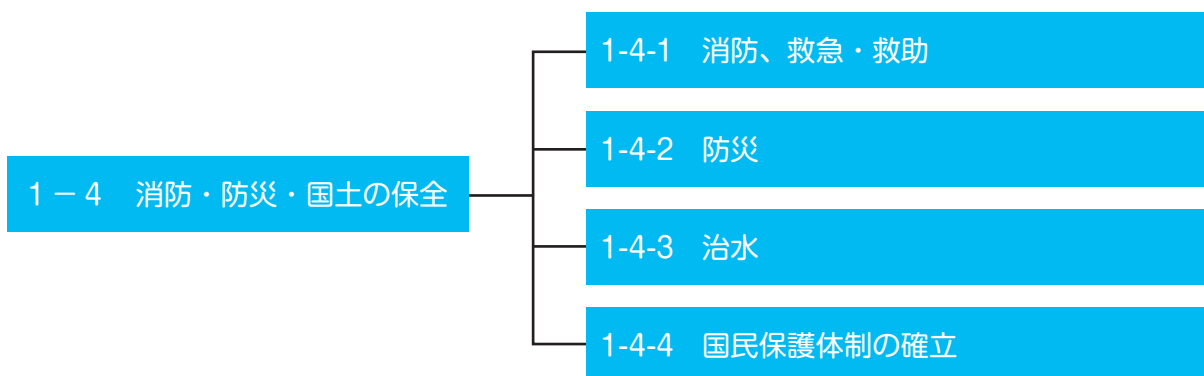 1－4　消防・防災・国土の保全
1-4-1　消防、救急・救助
1-4-2　防災
1-4-3　治水
1-4-4　国民保護体制の確立